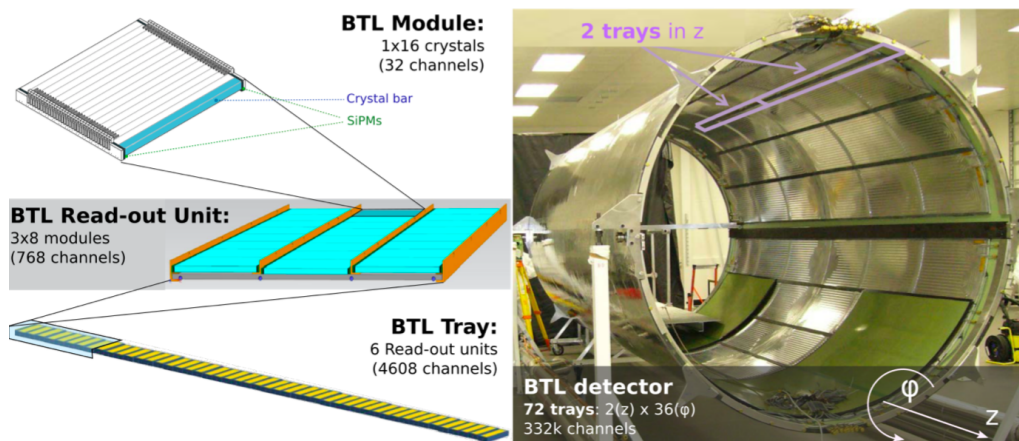 BTL Module:
1x16 crystals
(32 channels)
Crystal bar
SiPMs
BTL Read-out Unit:
3x8 modules
(768 channels)
BTL Tray:
6 Read-out units
(4608 channels)
2 trays in z
BTL detector
72 trays: 2(z) x 36(φ)
332k channels
φ
z